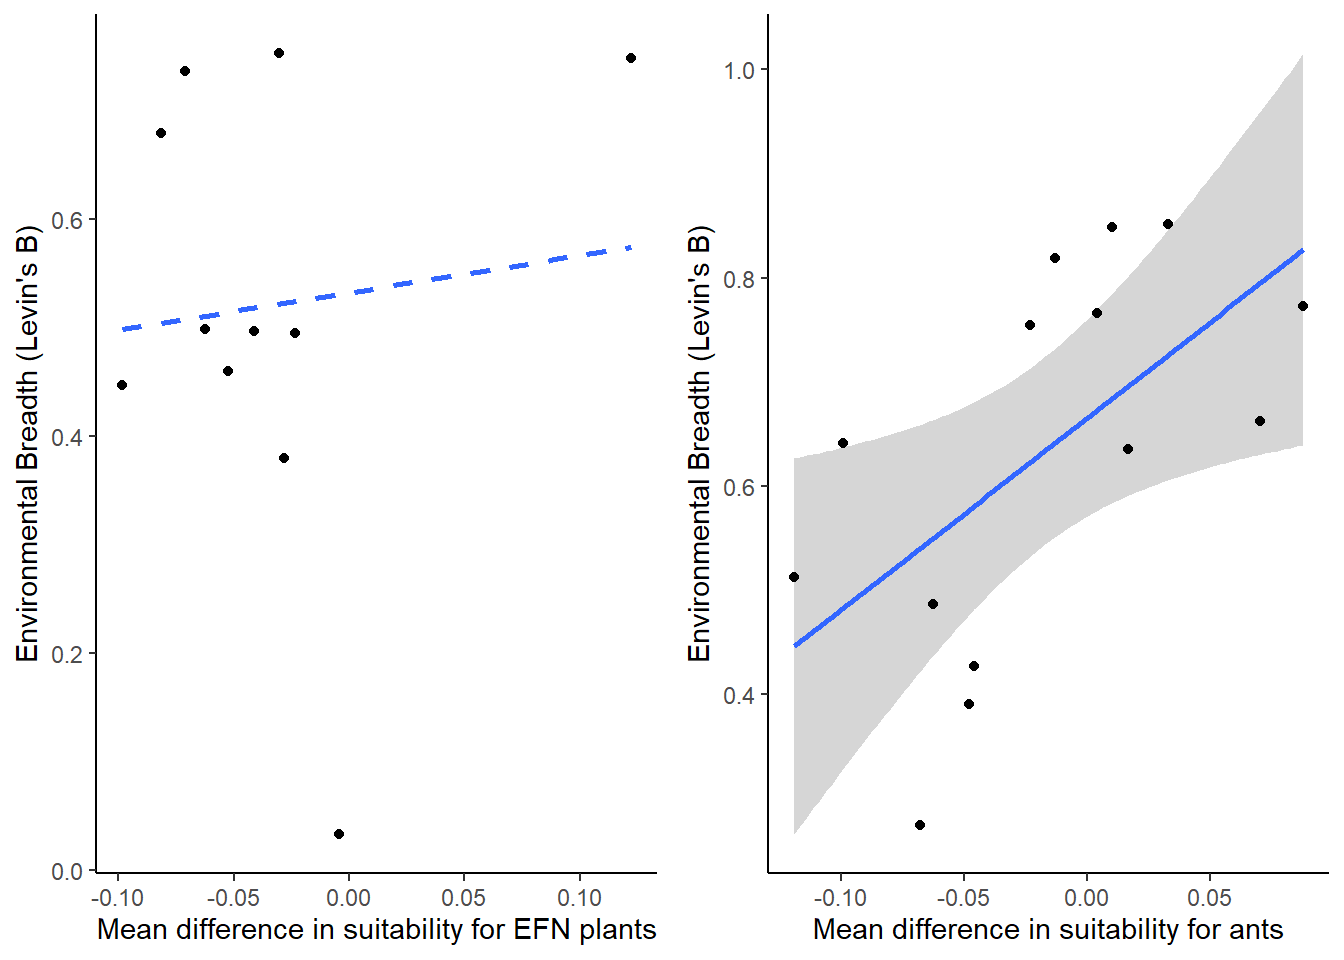 Environmental Breadth (Levin's B)
0.6
0.4
0.2
0.0
-0.10 -0.05 0.00 0.05 0.10
Mean difference in suitability for EFN plants
Environmental Breadth (Levin's B)
1.0
0.8
0.6
0.4
-0.10 -0.05 0.00 0.05
Mean difference in suitability for ants